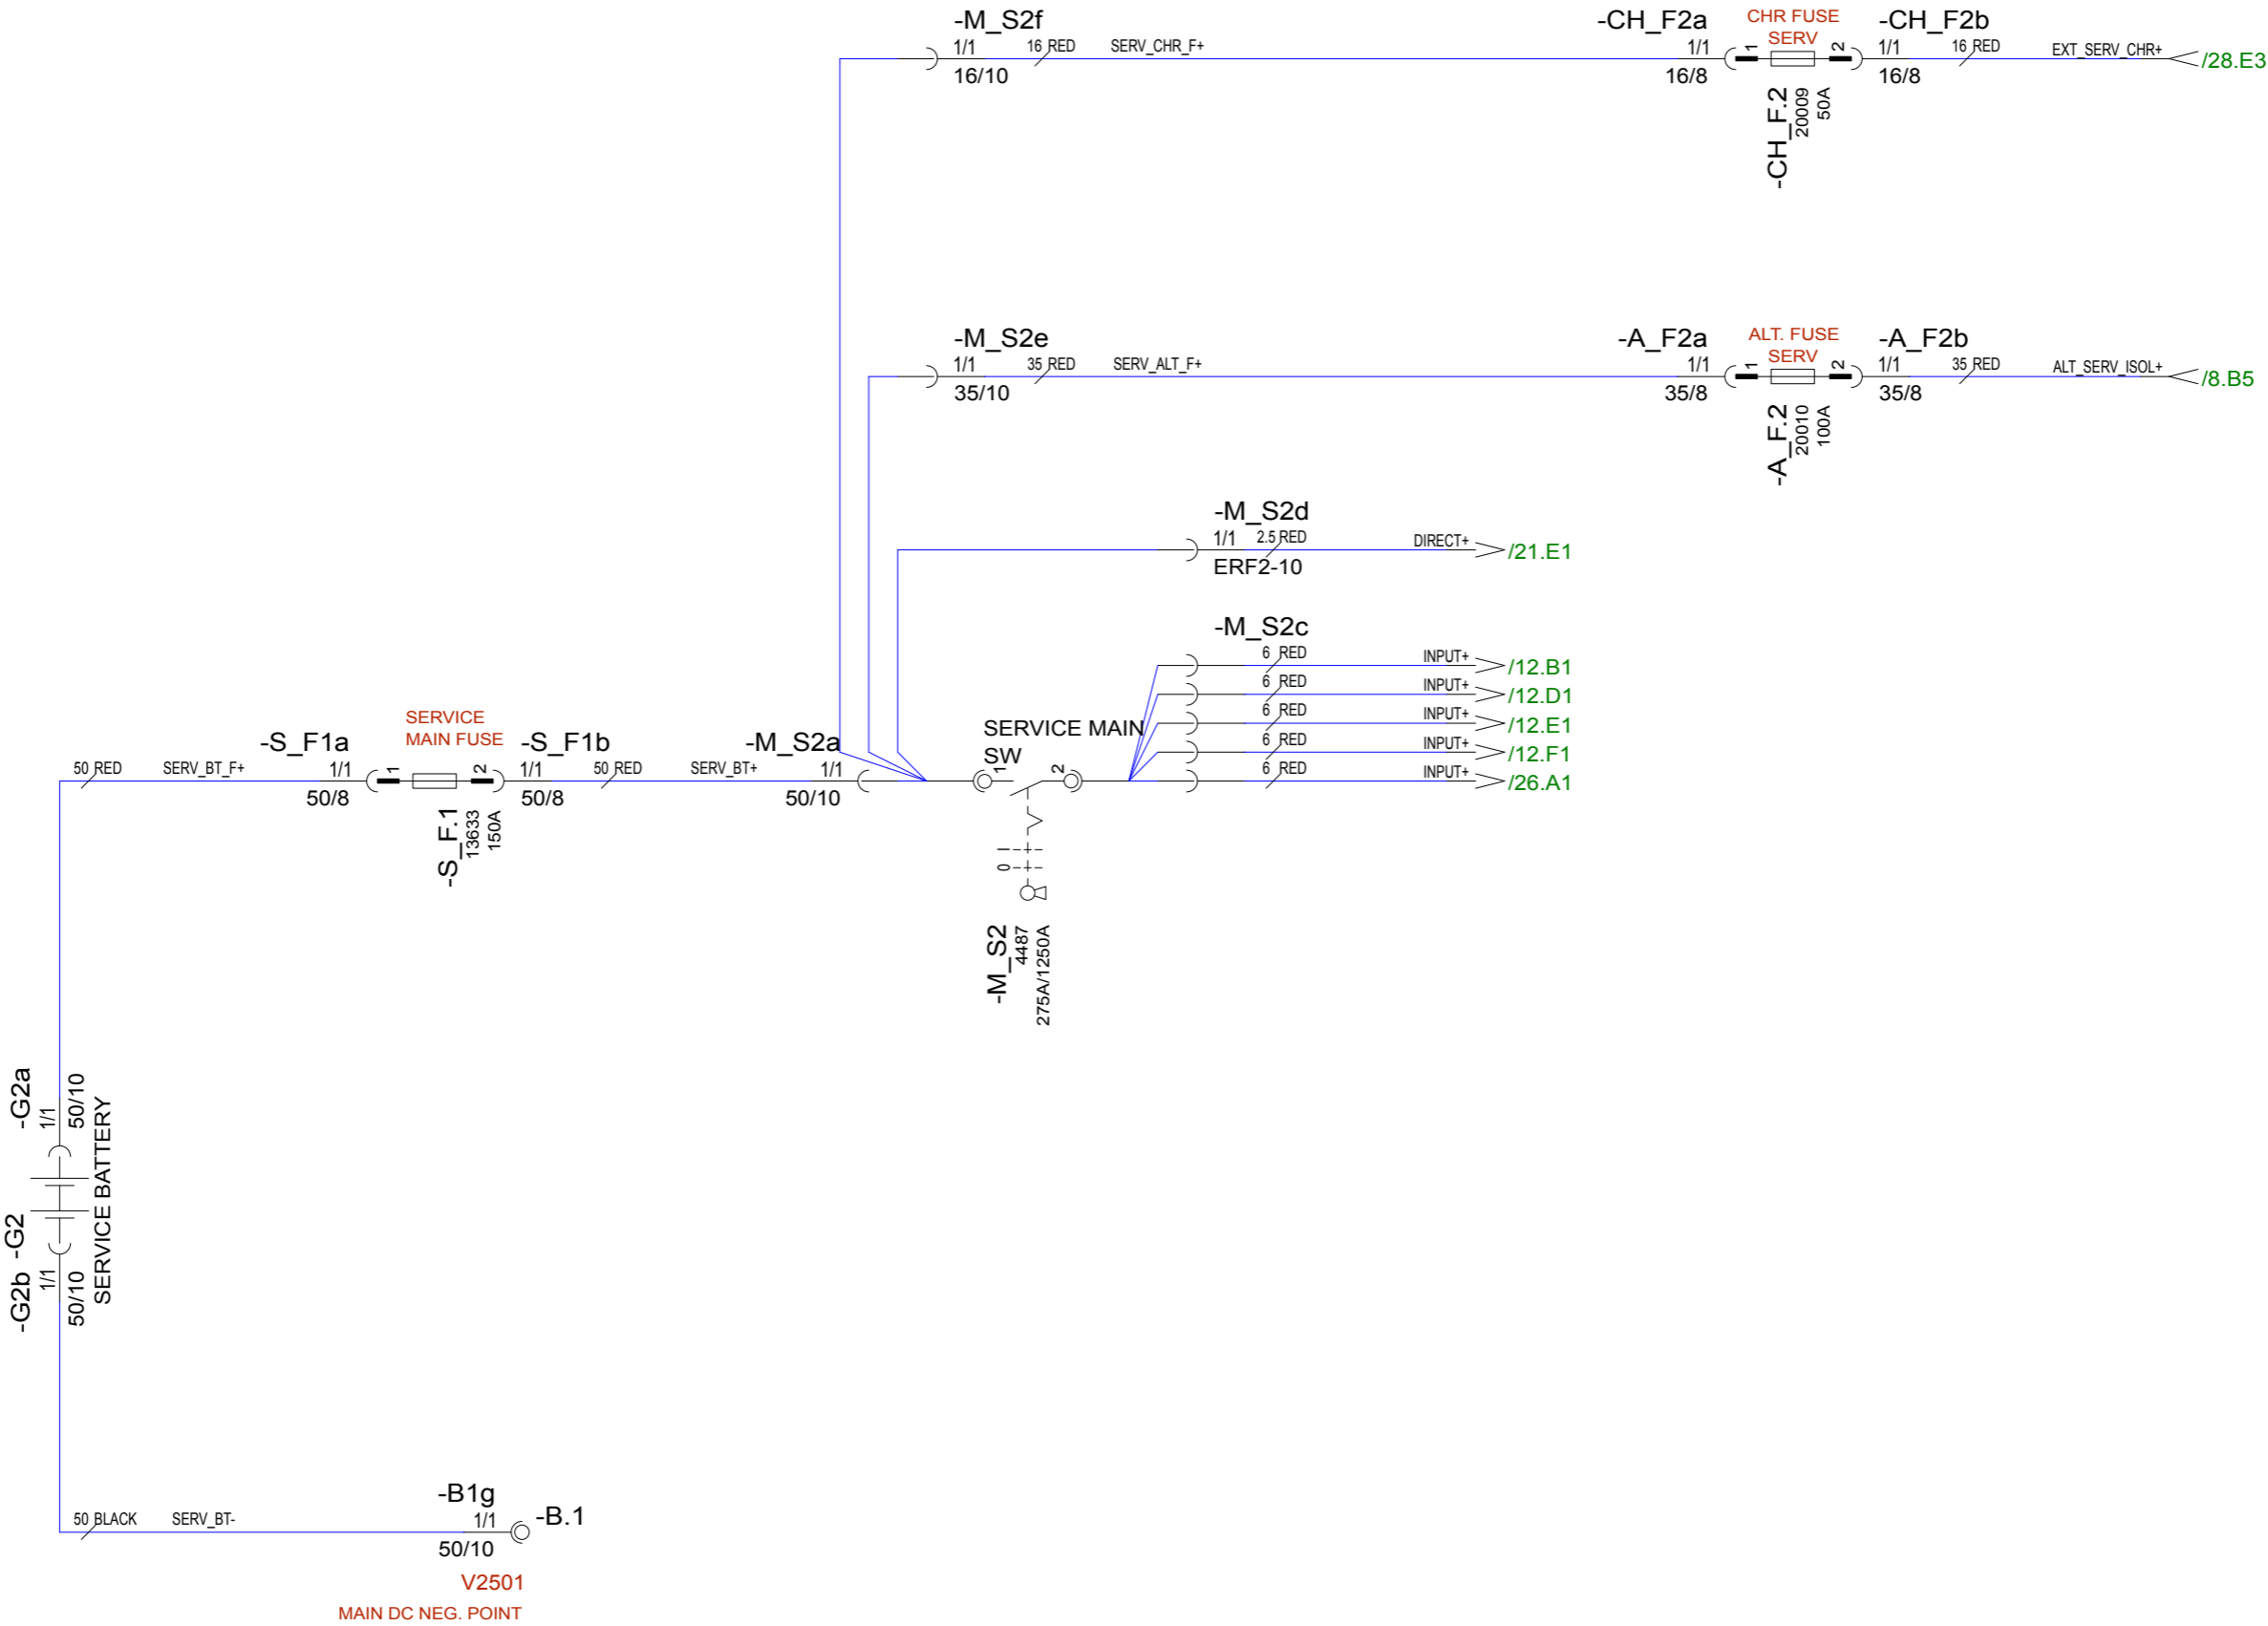 -M_S2f
1/1
16 RED
SERV_CHR_F+
16/10
-CH_F2a
1/1
16/8
CHR FUSE
SERV
1
2
-CH_F.2
20009
50A
-CH_F2b
1/1
16 RED
EXT_SERV_CHR+
16/8
/28.E3
-M_S2e
1/1
35 RED
SERV_ALT_F+
35/10
-A_F2a
1/1
35/8
ALT. FUSE
SERV
1
2
-A_F.2
20010
100A
-A_F2b
1/1
35 RED
ALT_SERV_ISOL+
35/8
/8.B5
-M_S2d
1/1
2.5 RED
DIRECT+
ERF2-10
/21.E1
-M_S2c
6 RED
INPUT+
/12.B1
6 RED
INPUT+
/12.D1
6 RED
INPUT+
/12.E1
6 RED
INPUT+
/12.F1
6 RED
INPUT+
/26.A1
50 RED
SERV_BT_F+
-S_F1a
1/1
50/8
SERVICE
MAIN FUSE
1
2
-S_F.1
13633
150A
-S_F1b
1/1
50/8
50 RED
SERV_BT+
-M_S2a
1/1
50/10
SERVICE MAIN
SW
1
2
0 I
-M_S2
4487
275A/1250A
-G2a
1/1
50/10
-G2
SERVICE BATTERY
-G2b
1/1
50/10
50 BLACK
SERV_BT-
-B1g
1/1
50/10
-B.1
V2501
MAIN DC NEG. POINT